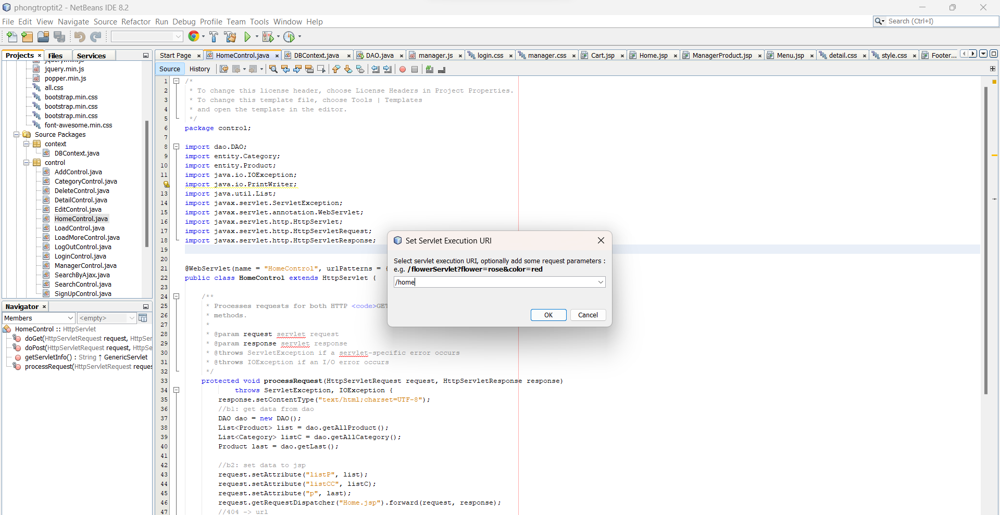 phongtroptit2 - NetBeans IDE 8.2
File Edit View Navigate Source Refactor Run Debug Profile Team Tools Window Help
Search (Ctrl+I)
Projects Files Services
Start Page HomeControl.java DBContext.java DAO.java manager.js login.css manager.css Cart.jsp Home.jsp ManagerProduct.jsp Menu.jsp detail.css style.css Footer...
Source History
jquery.min.js
jquery.min.js
popper.min.js
all.css
bootstrap.min.css
bootstrap.min.css
bootstrap.min.css
font-awesome.min.css
Source Packages
context
DBContext.java
control
AddControl.java
CategoryControl.java
DeleteControl.java
DetailControl.java
EditControl.java
HomeControl.java
LoadControl.java
LoadMoreControl.java
LogOutControl.java
LoginControl.java
ManagerControl.java
SearchByAjax.java
SearchControl.java
SignUpControl.java
Navigator
Members <empty>
HomeControl :: HttpServlet
doGet(HttpServletRequest request, HttpSer
doPost(HttpServletRequest request, HttpSe
getServletInfo() : String ↑ GenericServlet
processRequest(HttpServletRequest reques
1 /*
2 * To change this license header, choose License Headers in Project Properties.
3 * To change this template file, choose Tools | Templates
4 * and open the template in the editor.
5 */
6 package control;
7
8 import dao.DAO;
9 import entity.Category;
10 import entity.Product;
11 import java.io.IOException;
import java.io.PrintWriter;
13 import java.util.List;
14 import javax.servlet.ServletException;
15 import javax.servlet.annotation.WebServlet;
16 import javax.servlet.http.HttpServlet;
17 import javax.servlet.http.HttpServletRequest;
18 import javax.servlet.http.HttpServletResponse;
19
20
21 @WebServlet(name = "HomeControl", urlPatterns = {
22 public class HomeControl extends HttpServlet {
23
24 /**
25 * Processes requests for both HTTP <code>GET
26 * methods.
27 *
28 * @param request servlet request
29 * @param response servlet response
30 * @throws ServletException if a servlet-specific error occurs
31 * @throws IOException if an I/O error occurs
32 */
33 protected void processRequest(HttpServletRequest request, HttpServletResponse response)
34 throws ServletException, IOException {
35 response.setContentType("text/html;charset=UTF-8");
36 //b1: get data from dao
37 DAO dao = new DAO();
38 List<Product> list = dao.getAllProduct();
39 List<Category> listC = dao.getAllCategory();
40 Product last = dao.getLast();
41
42 //b2: set data to jsp
43 request.setAttribute("listP", list);
44 request.setAttribute("listCC", listC);
45 request.setAttribute("p", last);
46 request.getRequestDispatcher("Home.jsp").forward(request, response);
47 //404 -> url
Set Servlet Execution URI
Select servlet execution URI, optionally add some request parameters :
e.g. /flowerServlet?flower=rose&color=red
/home
OK Cancel